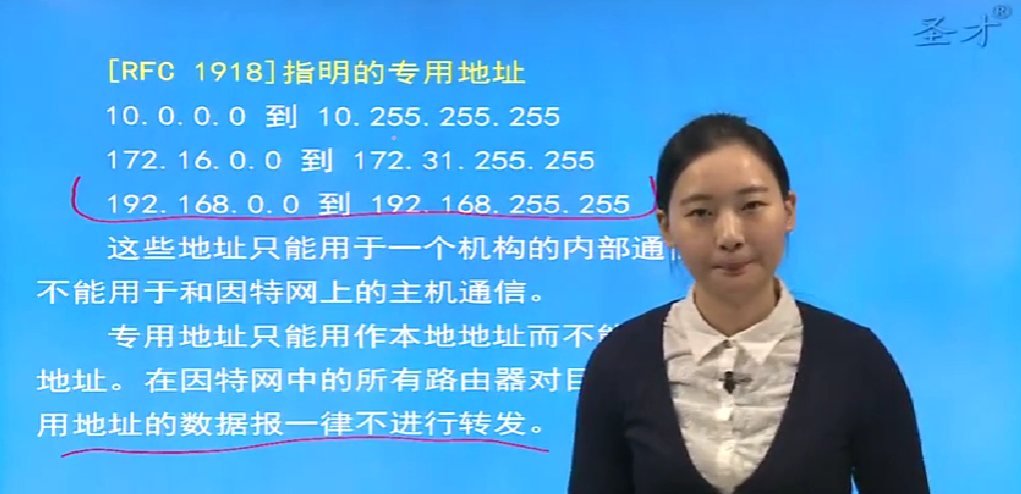 圣才®
[RFC 1918]指明的专用地址
10.0.0.0 到 10.255.255.255
172.16.0.0 到 172.31.255.255
192.168.0.0 到 192.168.255.255
这些地址只能用于一个机构的内部通
不能用于和因特网上的主机通信。
专用地址只能用作本地地址而不
地址。在因特网中的所有路由器对
用地址的数据报一律不进行转发。